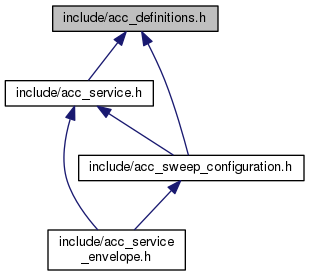 include/acc_definitions.h
include/acc_service.h
include/acc_sweep_configuration.h
include/acc_service
_envelope.h